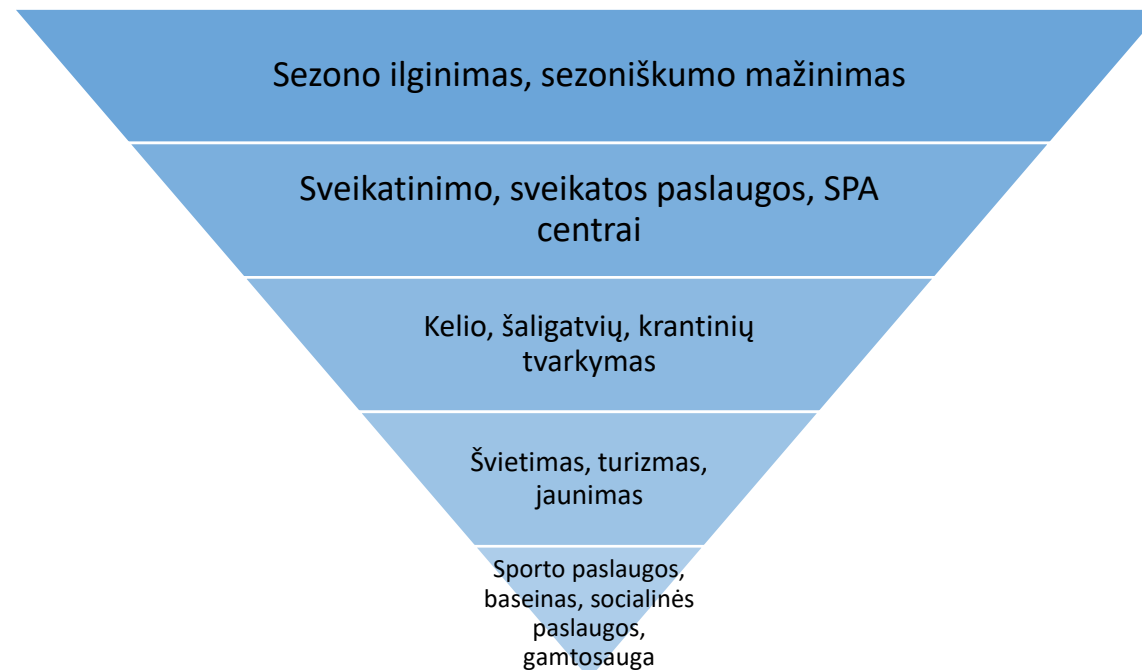 Sezono ilginimas, sezoniškumo mažinimas
Sveikatinimo, sveikatos paslaugos, SPA
centrai
Kelio, šaligatvių, krantinių
tvarkymas
Švietimas, turizmas,
jaunimas
Sporto paslaugos,
baseinas, socialinės
paslaugos,
gamtosauga